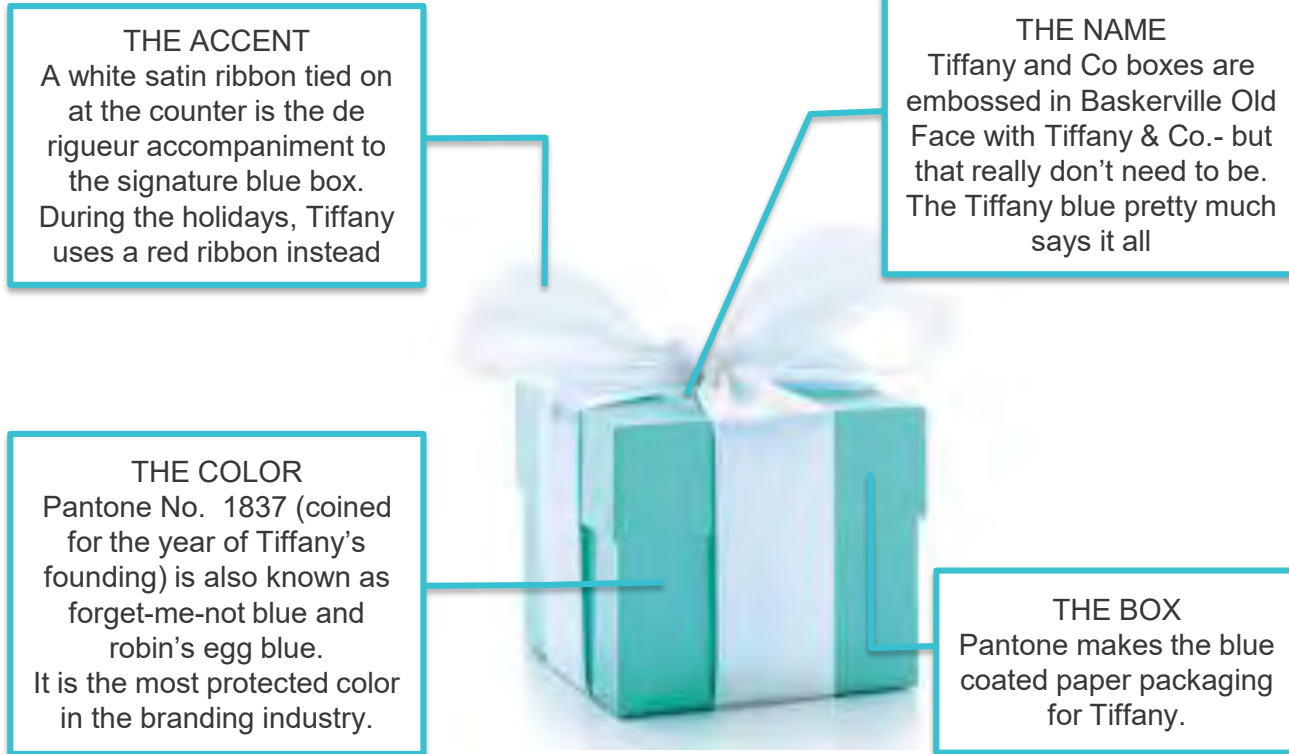 THE ACCENT
A white satin ribbon tied on
at the counter is the de
rigueur accompaniment to
the signature blue box.
During the holidays, Tiffany
uses a red ribbon instead
THE NAME
Tiffany and Co boxes are
embossed in Baskerville Old
Face with Tiffany & Co.- but
that really don’t need to be.
The Tiffany blue pretty much
says it all
THE COLOR
Pantone No.  1837 (coined
for the year of Tiffany’s
founding) is also known as
forget-me-not blue and
robin’s egg blue.
It is the most protected color
in the branding industry.
THE BOX
Pantone makes the blue
coated paper packaging
for Tiffany.